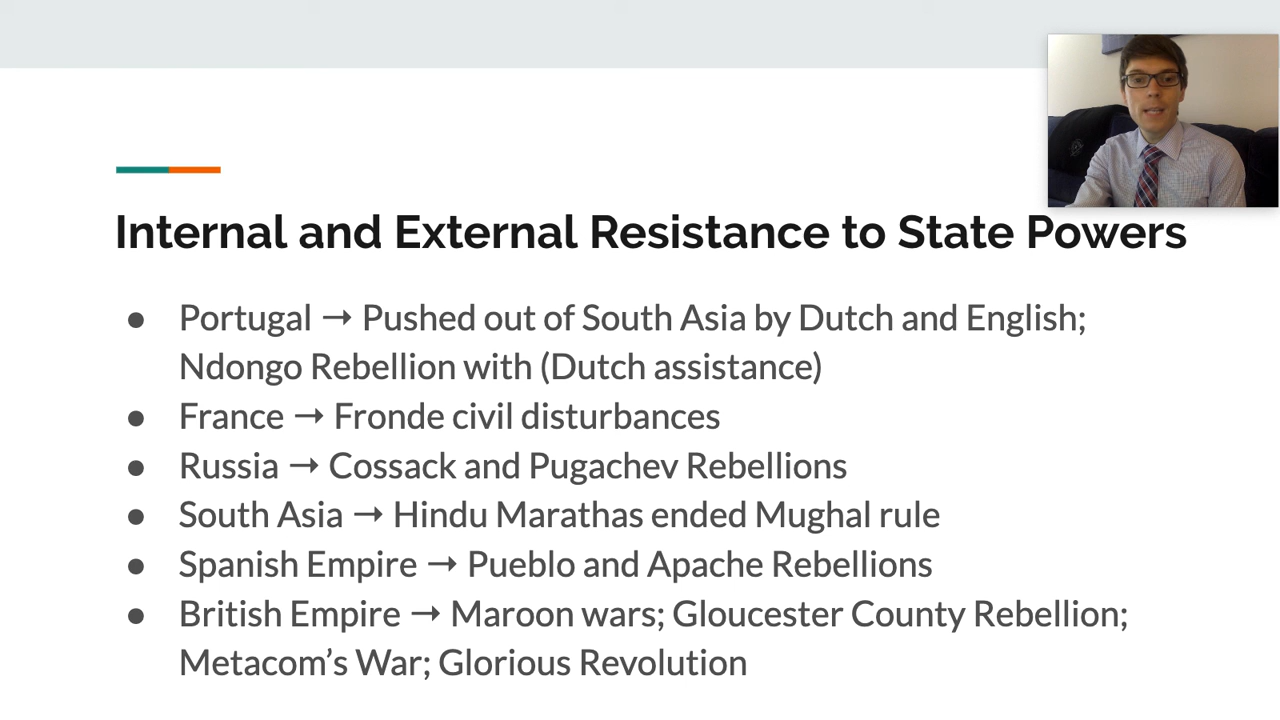 Internal and External Resistance to State Powers
● Portugal → Pushed out of South Asia by Dutch and English;
Ndongo Rebellion with (Dutch assistance)
● France → Fronde civil disturbances
● Russia → Cossack and Pugachev Rebellions
● South Asia → Hindu Marathas ended Mughal rule
● Spanish Empire → Pueblo and Apache Rebellions
● British Empire → Maroon wars; Gloucester County Rebellion;
Metacom’s War; Glorious Revolution